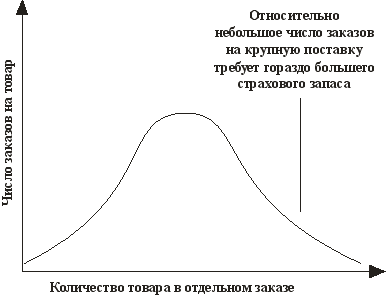 Относительно
небольшое число заказов
на крупную поставку
требует гораздо большего
страхового запаса
Число заказов на товар
Количество товара в отдельном заказе